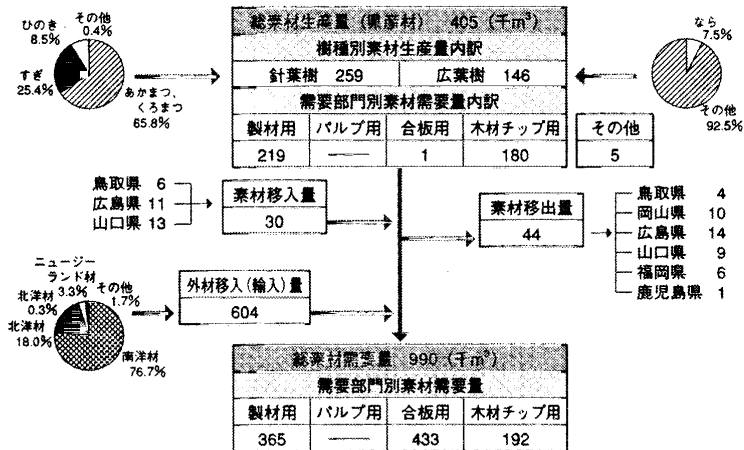 総素材生産量（県産材） 405（千m³）
樹種別素材生産量内訳
針葉樹 259 広葉樹 146
需要部門別素材需要量内訳
製材用 パルプ用 合板用 木材チップ用 その他
219 — 1 180 5
ひのき
8.5%
その他
0.4%
すぎ
25.4%
あかまつ、
くろまつ
65.8%
なら
7.5%
その他
92.5%
鳥取県 6
広島県 11
山口県 13
素材移入量
30
素材移出量
44
鳥取県 4
岡山県 10
広島県 14
山口県 9
福岡県 6
鹿児島県 1
ニュージー
ランド材
3.3%
その他
1.7%
北洋材
0.3%
北洋材
18.0%
南洋材
76.7%
外材移入（輸入）量
604
総素材需要量 990（千m³）
需要部門別素材需要量
製材用 パルプ用 合板用 木材チップ用
365 — 433 192